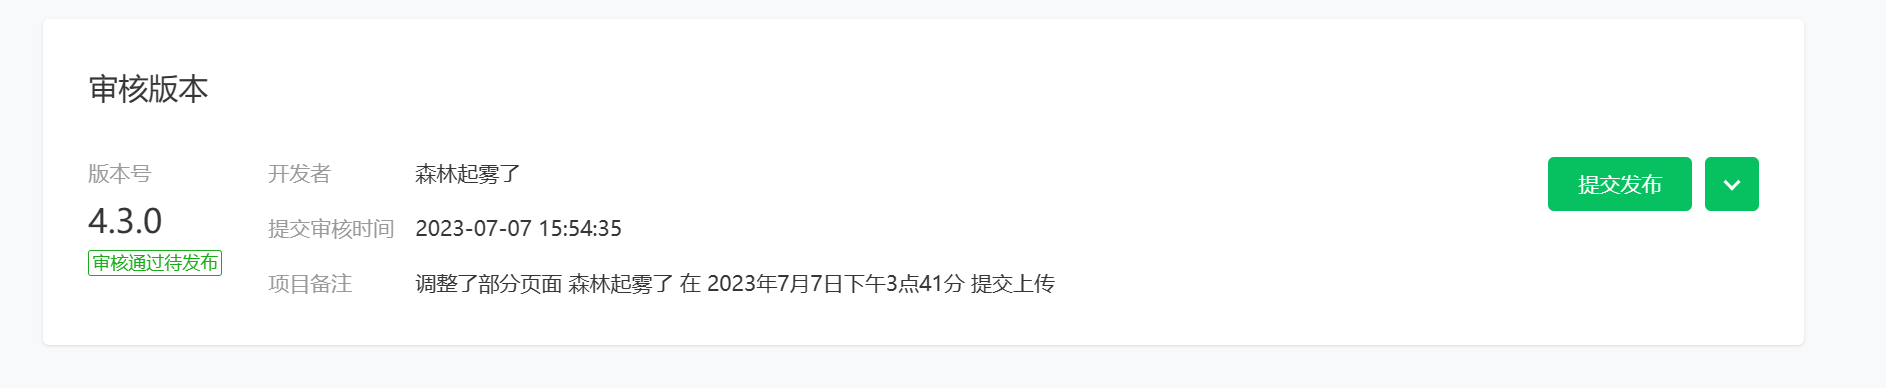 审核版本
版本号
4.3.0
审核通过待发布
开发者 森林起雾了
提交审核时间 2023-07-07 15:54:35
项目备注 调整了部分页面 森林起雾了 在 2023年7月7日下午3点41分 提交上传
提交发布